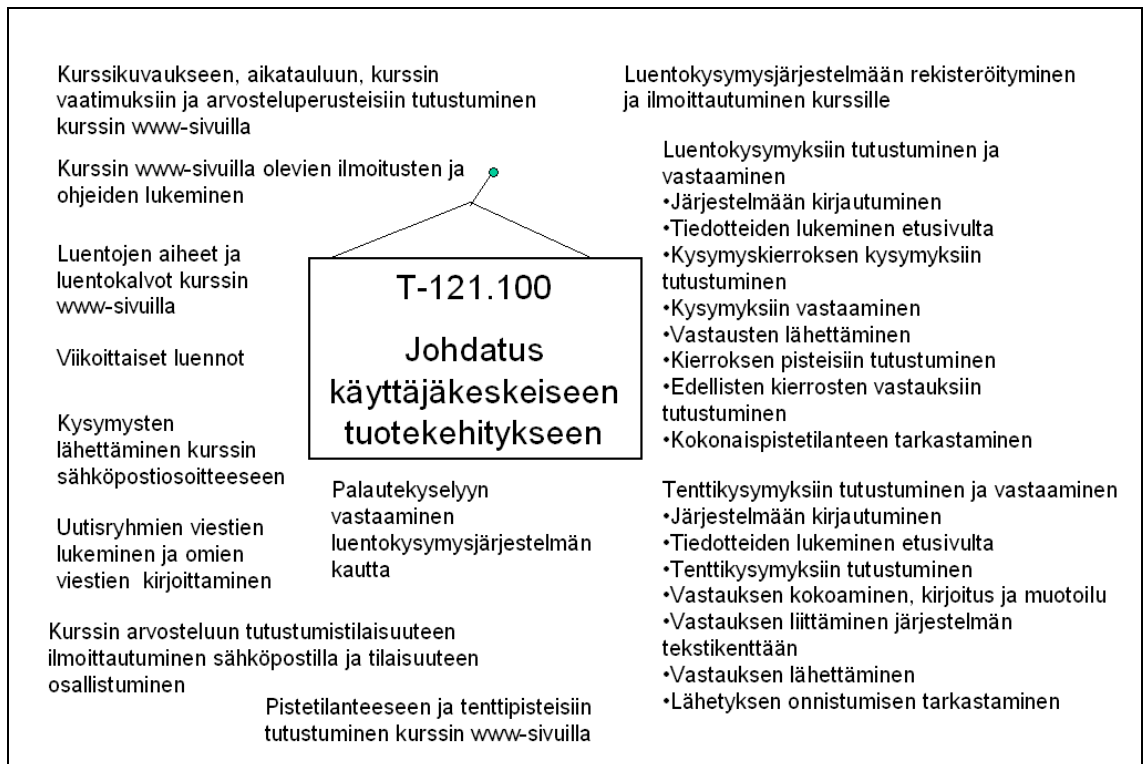 Kurssikuvaukseen, aikatauluun, kurssin
vaatimuksiin ja arvosteluperusteisiin tutustuminen
kurssin www-sivuilla
Kurssin www-sivuilla olevien ilmoitusten ja
ohjeiden lukeminen
Luentojen aiheet ja
luentokalvot kurssin
www-sivuilla
Viikoittaiset luennot
Kysymysten
lähettäminen kurssin
sähköpostiosoitteeseen
Uutisryhmien viestien
lukeminen ja omien
viestien kirjoittaminen
T-121.100
Johdatus
käyttäjäkeskeiseen
tuotekehitykseen
Palautekyselyyn
vastaaminen
luentokysymysjärjestelmän
kautta
Kurssin arvosteluun tutustumistilaisuuteen
ilmoittautuminen sähköpostilla ja tilaisuuteen
osallistuminen
Pistetilanteeseen ja tenttipisteisiin
tutustuminen kurssin www-sivuilla
Luentokysymysjärjestelmään rekisteröityminen
ja ilmoittautuminen kurssille
Luentokysymyksiin tutustuminen ja
vastaaminen
•Järjestelmään kirjautuminen
•Tiedotteiden lukeminen etusivulta
•Kysymyskierroksen kysymyksiin
tutustuminen
•Kysymyksiin vastaaminen
•Vastausten lähettäminen
•Kierroksen pisteisiin tutustuminen
•Edellisten kierrosten vastauksiin
tutustuminen
•Kokonaispistetilanteen tarkastaminen
Tenttikysymyksiin tutustuminen ja vastaaminen
•Järjestelmään kirjautuminen
•Tiedotteiden lukeminen etusivulta
•Tenttikysymyksiin tutustuminen
•Vastauksen kokoaminen, kirjoitus ja muotoilu
•Vastauksen liittäminen järjestelmän
tekstikenttään
•Vastauksen lähettäminen
•Lähetyksen onnistumisen tarkastaminen